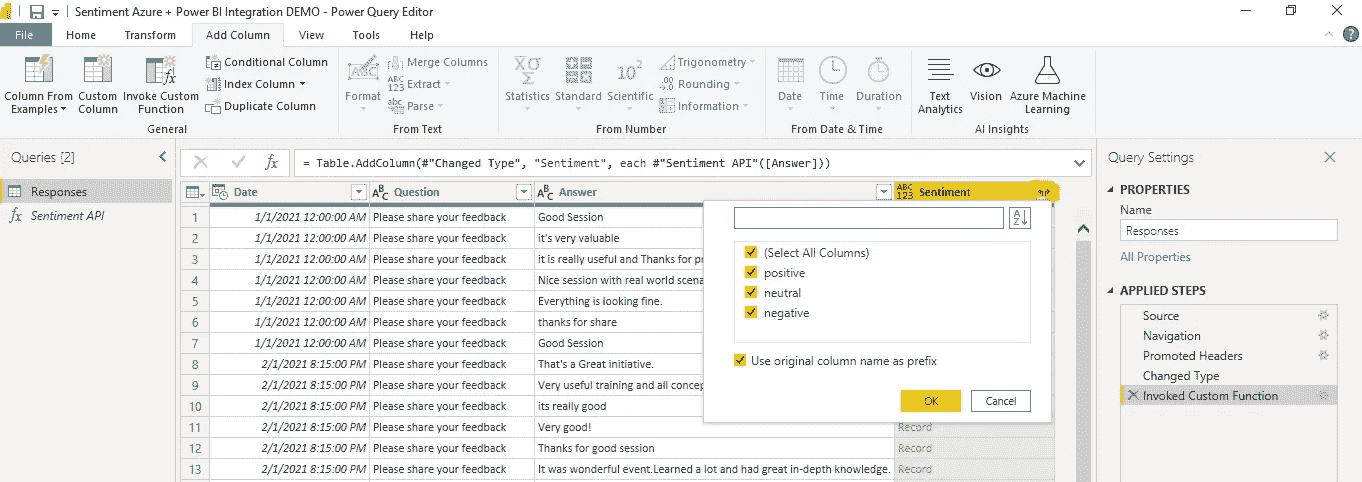 Sentiment Azure + Power BI Integration DEMO - Power Query Editor
File Home Transform Add Column View Tools Help
Column From Examples
Custom Column
Invoke Custom Function
Conditional Column
Index Column
Duplicate Column
General
Format
ABC
Merge Columns
ABC 123 Extract
abc Parse
From Text
XΣσ
Statistics
Standard
10²
Scientific
Trigonometry
.00 Rounding
Information
From Number
Date
Time
Duration
From Date & Time
Text Analytics
Vision
Azure Machine Learning
AI Insights
Queries [2]
Responses
fx Sentiment API
fx = Table.AddColumn(#"Changed Type", "Sentiment", each #"Sentiment API"([Answer]))
Date ABC Question ABC Answer ABC 123 Sentiment
1 1/1/2021 12:00:00 AM Please share your feedback Good Session
2 1/1/2021 12:00:00 AM Please share your feedback it's very valuable
3 1/1/2021 12:00:00 AM Please share your feedback it is really useful and Thanks for pr
4 1/1/2021 12:00:00 AM Please share your feedback Nice session with real world scena
5 1/1/2021 12:00:00 AM Please share your feedback Everything is looking fine.
6 1/1/2021 12:00:00 AM Please share your feedback thanks for share
7 1/1/2021 12:00:00 AM Please share your feedback Good Session
8 2/1/2021 8:15:00 PM Please share your feedback That's a Great initiative.
9 2/1/2021 8:15:00 PM Please share your feedback Very useful training and all concep
10 2/1/2021 8:15:00 PM Please share your feedback its really good
11 2/1/2021 8:15:00 PM Please share your feedback Very good! Record
12 2/1/2021 8:15:00 PM Please share your feedback Thanks for good session Record
13 2/1/2021 8:15:00 PM Please share your feedback It was wonderful event.Learned a lot and had great in-depth knowledge. Record
A Z
(Select All Columns)
positive
neutral
negative
Use original column name as prefix
OK Cancel
Query Settings
PROPERTIES
Name
Responses
All Properties
APPLIED STEPS
Source
Navigation
Promoted Headers
Changed Type
Invoked Custom Function